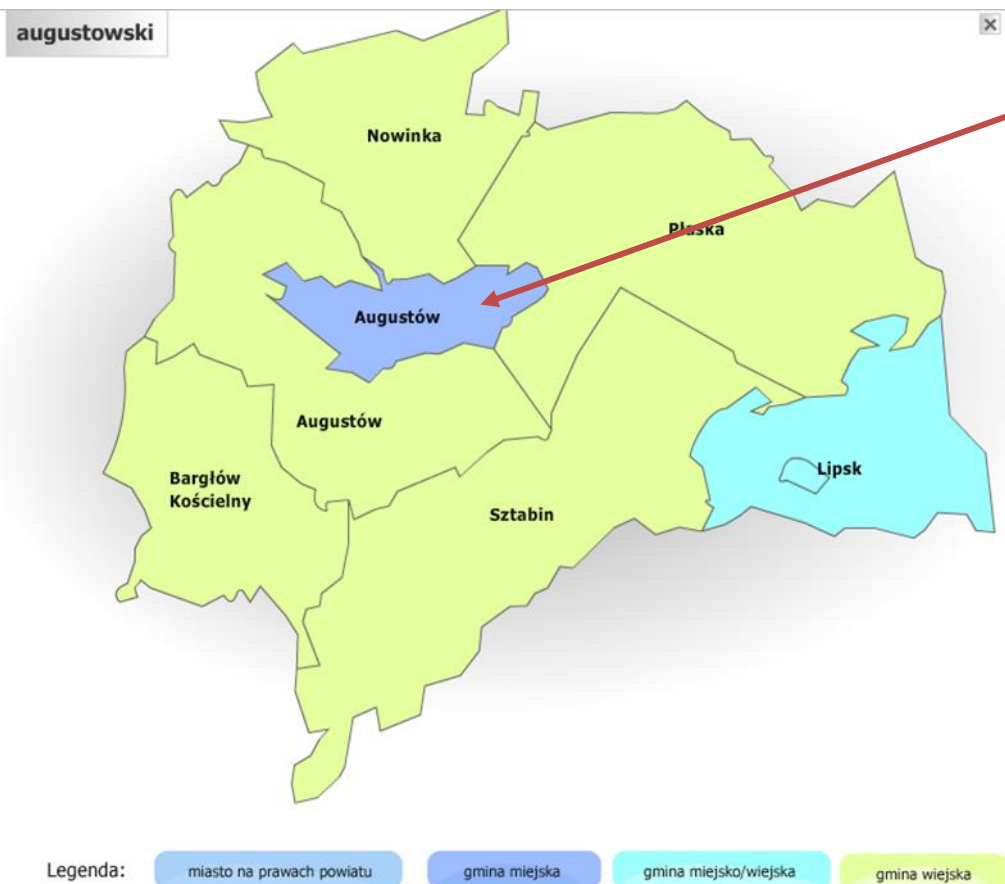 augustowski
Nowinka
Płaska
Augustów
Augustów
Bargłów
Kościelny
Lipsk
Sztabin
Legenda:
miasto na prawach powiatu
gmina miejska
gmina miejsko/wiejska
gmina wiejska